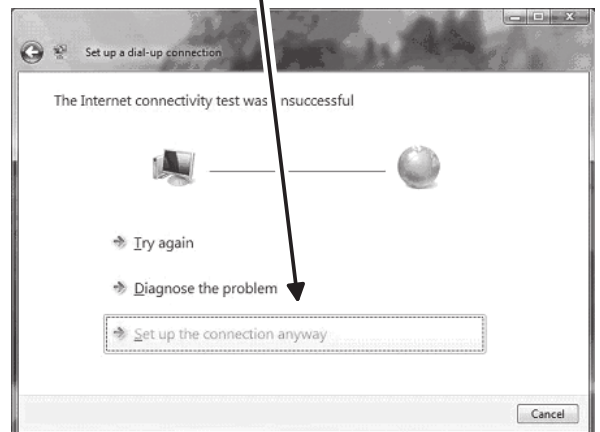 Set up a dial-up connection
The Internet connectivity test was unsuccessful
Try again
Diagnose the problem
Set up the connection anyway
Cancel